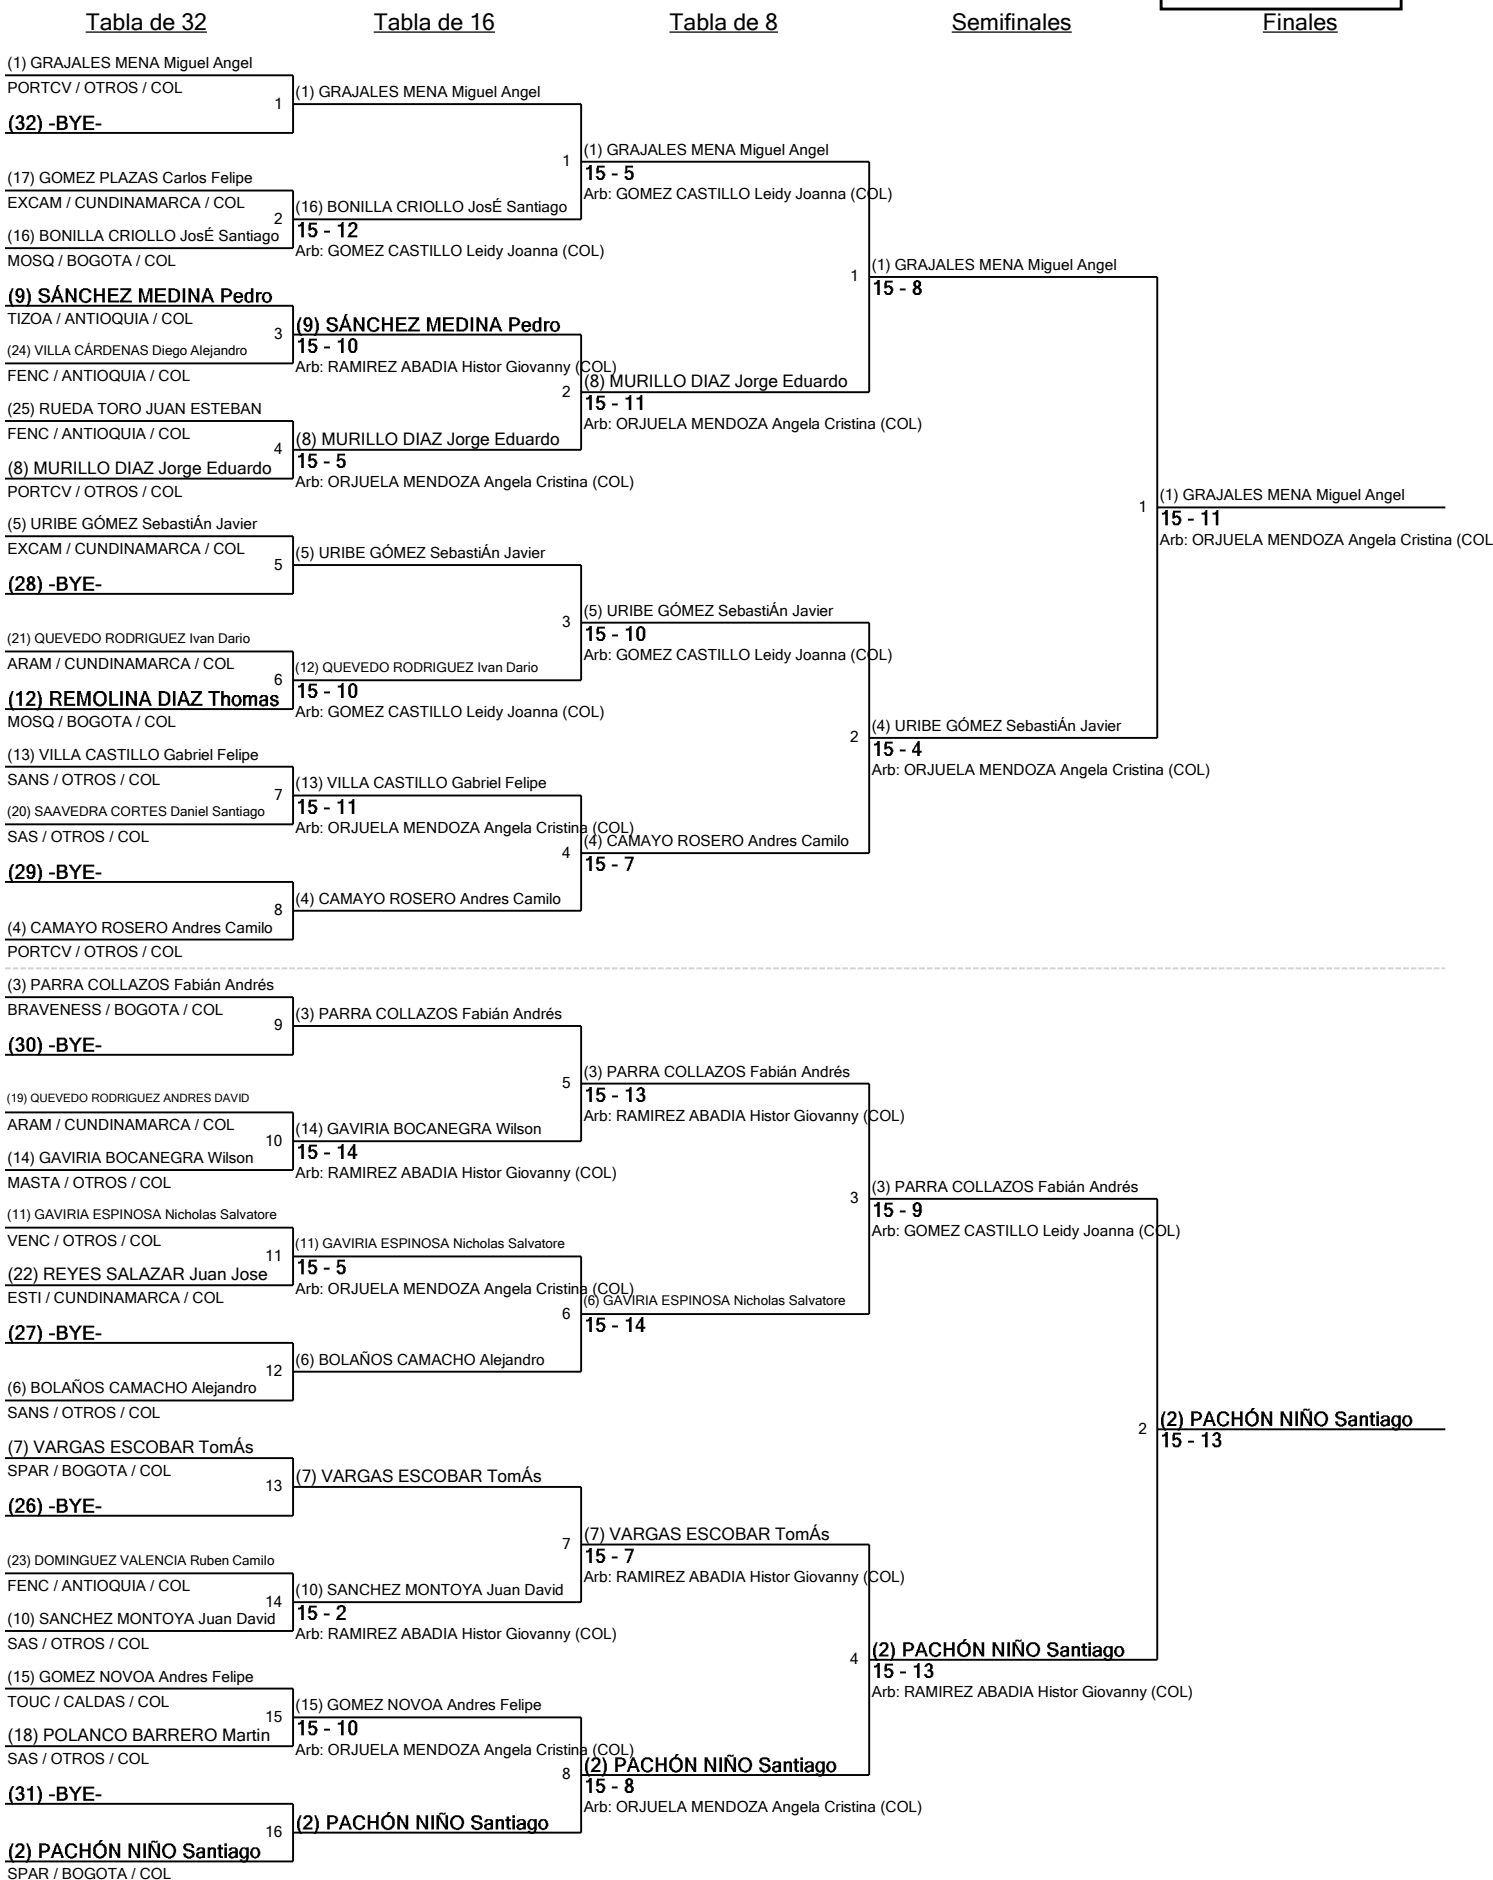 Tabla de 32
Tabla de 16
Tabla de 8
Semifinales
Finales
(1) GRAJALES MENA Miguel Angel
PORTCV / OTROS / COL
1
(32) -BYE-
(17) GOMEZ PLAZAS Carlos Felipe
EXCAM / CUNDINAMARCA / COL
2
(16) BONILLA CRIOLLO JosÉ Santiago
MOSQ / BOGOTA / COL
(9) SÁNCHEZ MEDINA Pedro
TIZOA / ANTIOQUIA / COL
3
(24) VILLA CÁRDENAS Diego Alejandro
FENC / ANTIOQUIA / COL
(25) RUEDA TORO JUAN ESTEBAN
FENC / ANTIOQUIA / COL
4
(8) MURILLO DIAZ Jorge Eduardo
PORTCV / OTROS / COL
(5) URIBE GÓMEZ SebastiÁn Javier
EXCAM / CUNDINAMARCA / COL
5
(28) -BYE-
(21) QUEVEDO RODRIGUEZ Ivan Dario
ARAM / CUNDINAMARCA / COL
6
(12) REMOLINA DIAZ Thomas
MOSQ / BOGOTA / COL
(13) VILLA CASTILLO Gabriel Felipe
SANS / OTROS / COL
7
(20) SAAVEDRA CORTES Daniel Santiago
SAS / OTROS / COL
(29) -BYE-
8
(4) CAMAYO ROSERO Andres Camilo
PORTCV / OTROS / COL
(3) PARRA COLLAZOS Fabián Andrés
BRAVENESS / BOGOTA / COL
9
(30) -BYE-
(19) QUEVEDO RODRIGUEZ ANDRES DAVID
ARAM / CUNDINAMARCA / COL
10
(14) GAVIRIA BOCANEGRA Wilson
MASTA / OTROS / COL
(11) GAVIRIA ESPINOSA Nicholas Salvatore
VENC / OTROS / COL
11
(22) REYES SALAZAR Juan Jose
ESTI / CUNDINAMARCA / COL
(27) -BYE-
12
(6) BOLAÑOS CAMACHO Alejandro
SANS / OTROS / COL
(7) VARGAS ESCOBAR TomÁs
SPAR / BOGOTA / COL
13
(26) -BYE-
(23) DOMINGUEZ VALENCIA Ruben Camilo
FENC / ANTIOQUIA / COL
14
(10) SANCHEZ MONTOYA Juan David
SAS / OTROS / COL
(15) GOMEZ NOVOA Andres Felipe
TOUC / CALDAS / COL
15
(18) POLANCO BARRERO Martin
SAS / OTROS / COL
(31) -BYE-
16
(2) PACHÓN NIÑO Santiago
SPAR / BOGOTA / COL
(1) GRAJALES MENA Miguel Angel
1
(16) BONILLA CRIOLLO JosÉ Santiago
15 - 12
Arb: GOMEZ CASTILLO Leidy Joanna (COL)
(9) SÁNCHEZ MEDINA Pedro
15 - 10
Arb: RAMIREZ ABADIA Histor Giovanny (COL)
2
(8) MURILLO DIAZ Jorge Eduardo
15 - 5
Arb: ORJUELA MENDOZA Angela Cristina (COL)
(5) URIBE GÓMEZ SebastiÁn Javier
3
(12) QUEVEDO RODRIGUEZ Ivan Dario
15 - 10
Arb: GOMEZ CASTILLO Leidy Joanna (COL)
(13) VILLA CASTILLO Gabriel Felipe
15 - 11
Arb: ORJUELA MENDOZA Angela Cristina (COL)
4
(4) CAMAYO ROSERO Andres Camilo
(3) PARRA COLLAZOS Fabián Andrés
5
(14) GAVIRIA BOCANEGRA Wilson
15 - 14
Arb: RAMIREZ ABADIA Histor Giovanny (COL)
(11) GAVIRIA ESPINOSA Nicholas Salvatore
15 - 5
Arb: ORJUELA MENDOZA Angela Cristina (COL)
6
(6) BOLAÑOS CAMACHO Alejandro
(7) VARGAS ESCOBAR TomÁs
7
(10) SANCHEZ MONTOYA Juan David
15 - 2
Arb: RAMIREZ ABADIA Histor Giovanny (COL)
(15) GOMEZ NOVOA Andres Felipe
15 - 10
Arb: ORJUELA MENDOZA Angela Cristina (COL)
8
(2) PACHÓN NIÑO Santiago
(1) GRAJALES MENA Miguel Angel
15 - 5
Arb: GOMEZ CASTILLO Leidy Joanna (COL)
1
(8) MURILLO DIAZ Jorge Eduardo
15 - 11
Arb: ORJUELA MENDOZA Angela Cristina (COL)
(5) URIBE GÓMEZ SebastiÁn Javier
15 - 10
Arb: GOMEZ CASTILLO Leidy Joanna (COL)
2
(4) CAMAYO ROSERO Andres Camilo
15 - 7
(3) PARRA COLLAZOS Fabián Andrés
15 - 13
Arb: RAMIREZ ABADIA Histor Giovanny (COL)
3
(6) GAVIRIA ESPINOSA Nicholas Salvatore
15 - 14
(7) VARGAS ESCOBAR TomÁs
15 - 7
Arb: RAMIREZ ABADIA Histor Giovanny (COL)
4
(2) PACHÓN NIÑO Santiago
15 - 8
Arb: ORJUELA MENDOZA Angela Cristina (COL)
(1) GRAJALES MENA Miguel Angel
15 - 8
1
(4) URIBE GÓMEZ SebastiÁn Javier
15 - 4
Arb: ORJUELA MENDOZA Angela Cristina (COL)
(3) PARRA COLLAZOS Fabián Andrés
15 - 9
Arb: GOMEZ CASTILLO Leidy Joanna (COL)
2
(2) PACHÓN NIÑO Santiago
15 - 13
Arb: RAMIREZ ABADIA Histor Giovanny (COL)
(1) GRAJALES MENA Miguel Angel
15 - 11
Arb: ORJUELA MENDOZA Angela Cristina (COL
(2) PACHÓN NIÑO Santiago
15 - 13